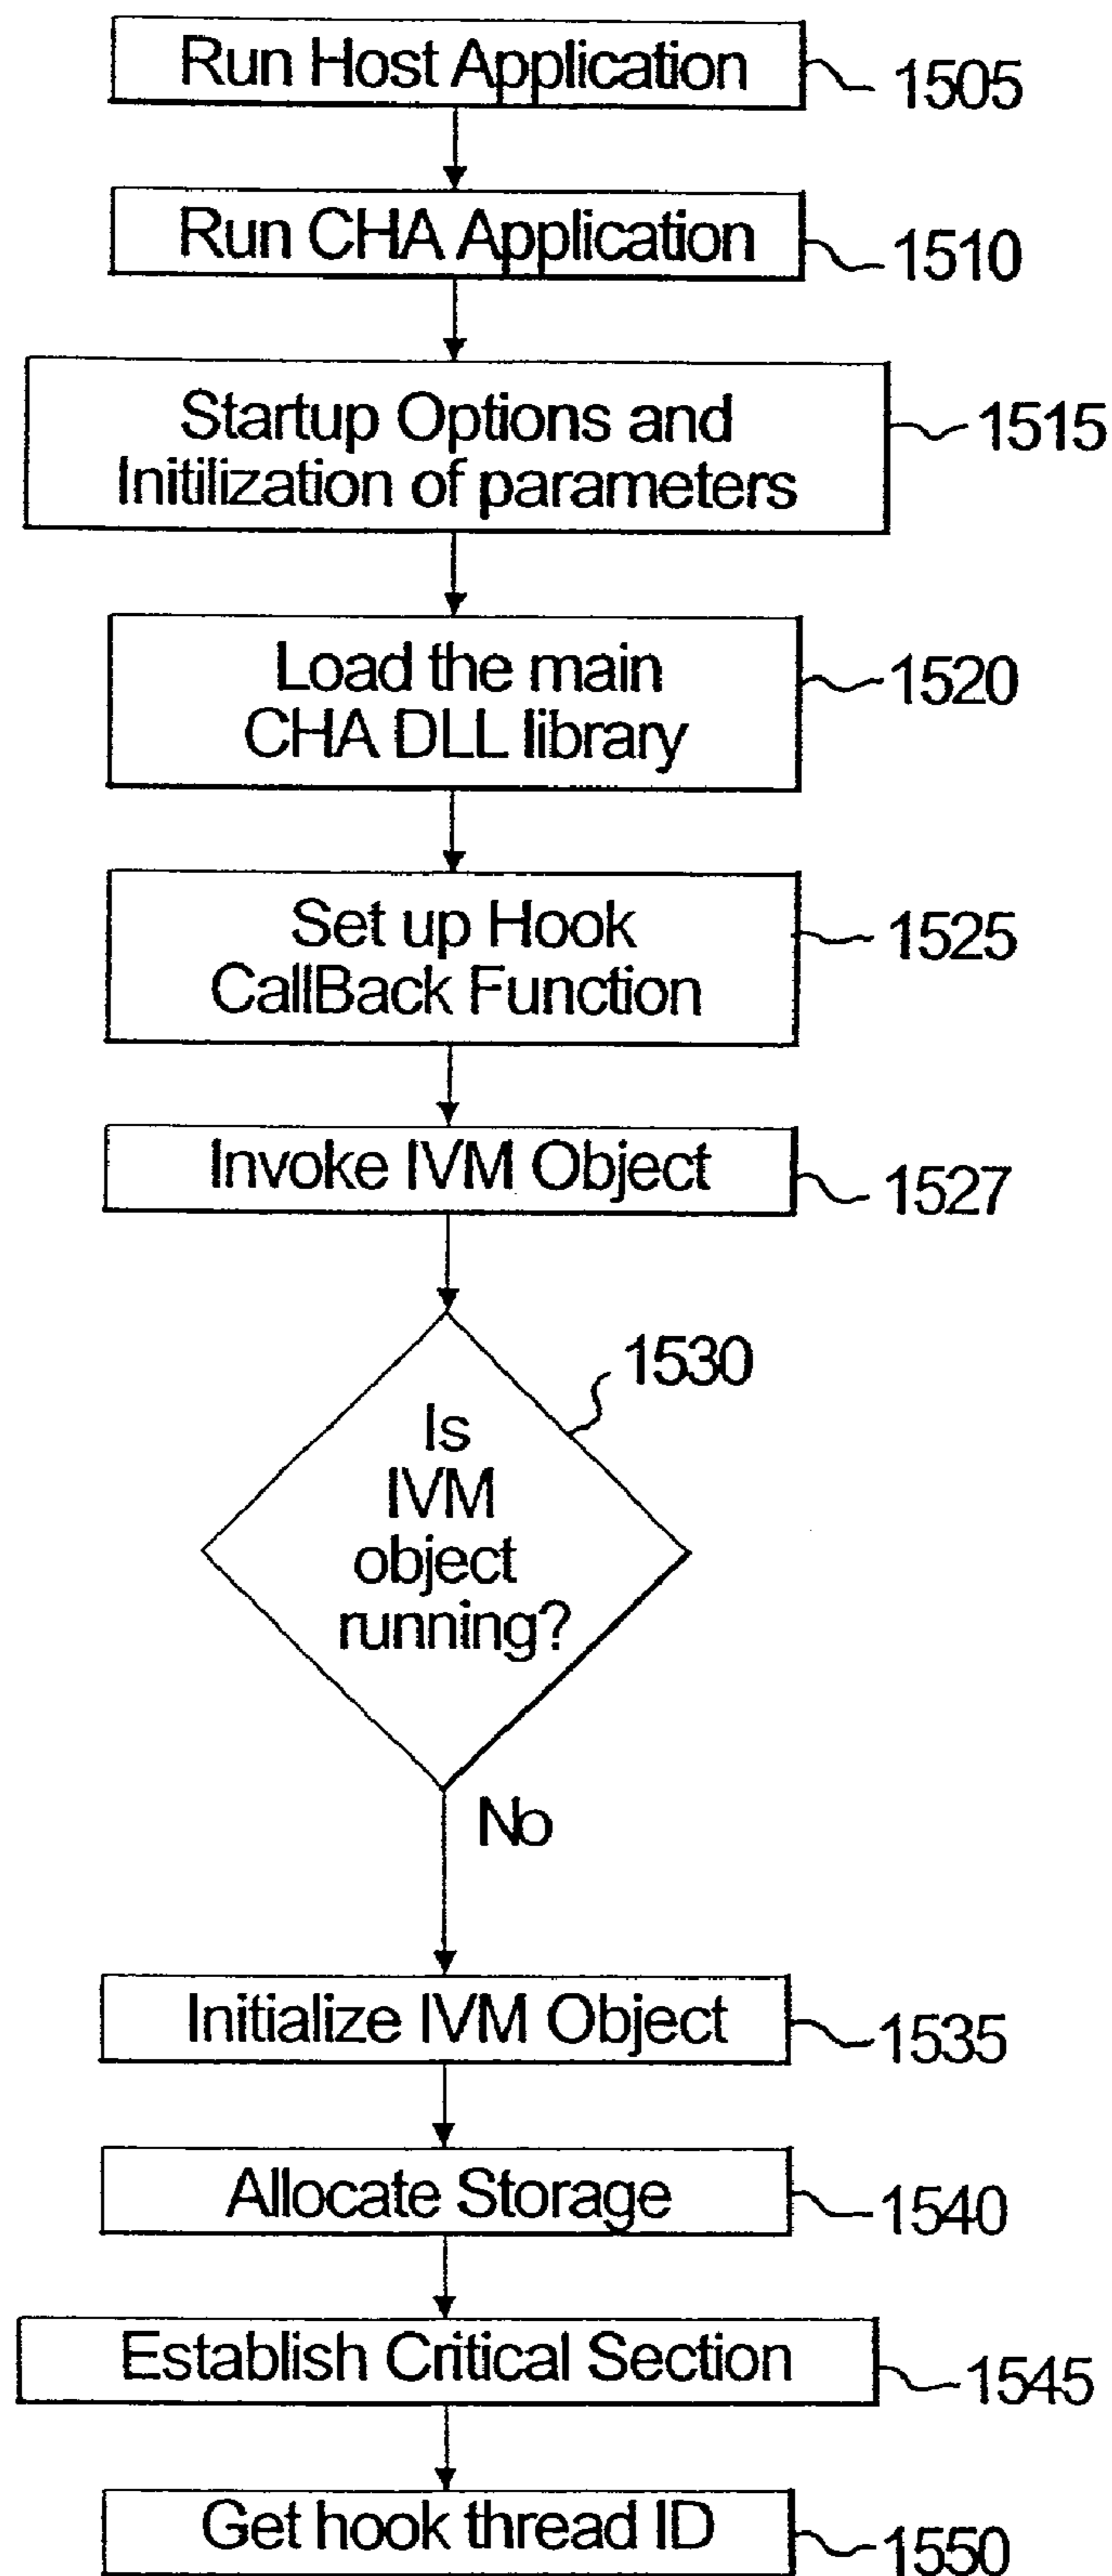 Run Host Application
1505
Run CHA Application
1510
Startup Options and
Initilization of parameters
1515
Load the main
CHA DLL library
1520
Set up Hook
CallBack Function
1525
Invoke IVM Object
1527
1530
Is
IVM
object
running?
No
Initialize IVM Object
1535
Allocate Storage
1540
Establish Critical Section
1545
Get hook thread ID
1550